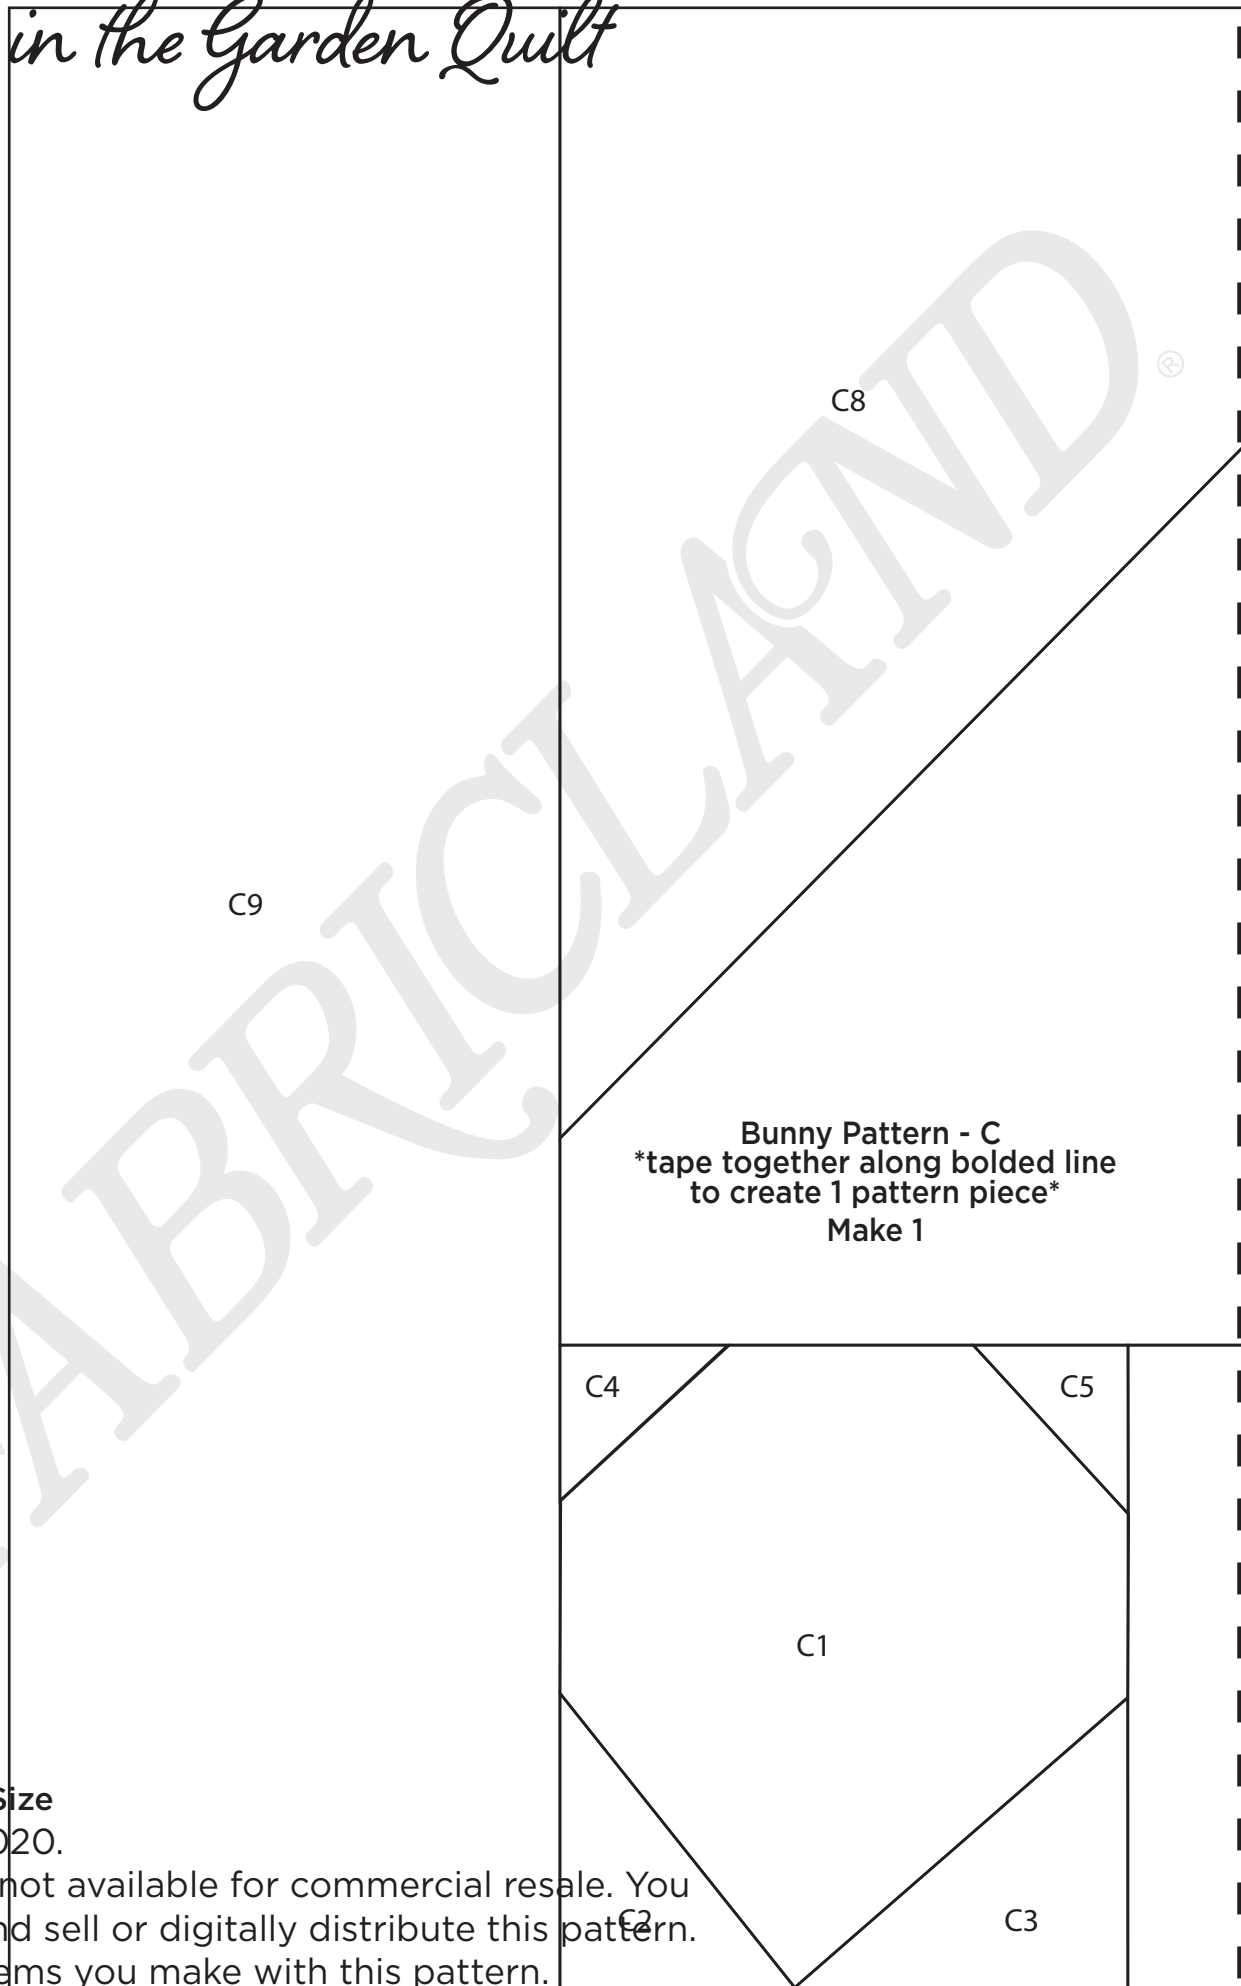 in the Garden Quilt
C8
ABRICLAND®
C9
Bunny Pattern - C
*tape together along bolded line
to create 1 pattern piece*
Make 1
C4
C5
C1
Size
020.
not available for commercial resale. You
nd sell or digitally distribute this pattern.
C2
C3
ems you make with this pattern.